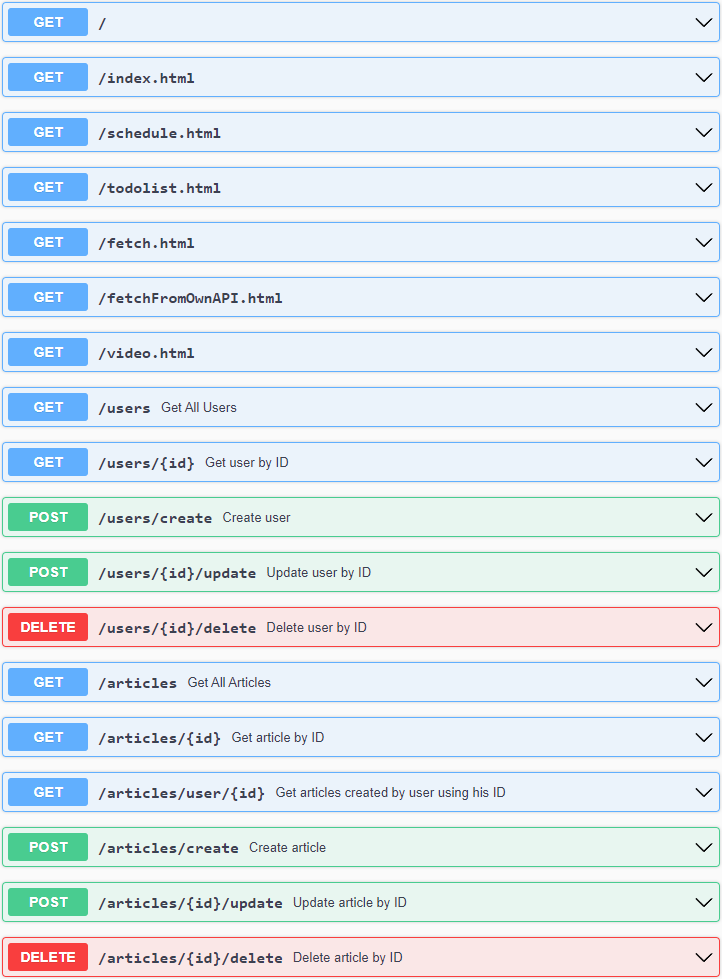 GET /
GET /index.html
GET /schedule.html
GET /todolist.html
GET /fetch.html
GET /fetchFromOwnAPI.html
GET /video.html
GET /users Get All Users
GET /users/{id} Get user by ID
POST /users/create Create user
POST /users/{id}/update Update user by ID
DELETE /users/{id}/delete Delete user by ID
GET /articles Get All Articles
GET /articles/{id} Get article by ID
GET /articles/user/{id} Get articles created by user using his ID
POST /articles/create Create article
POST /articles/{id}/update Update article by ID
DELETE /articles/{id}/delete Delete article by ID